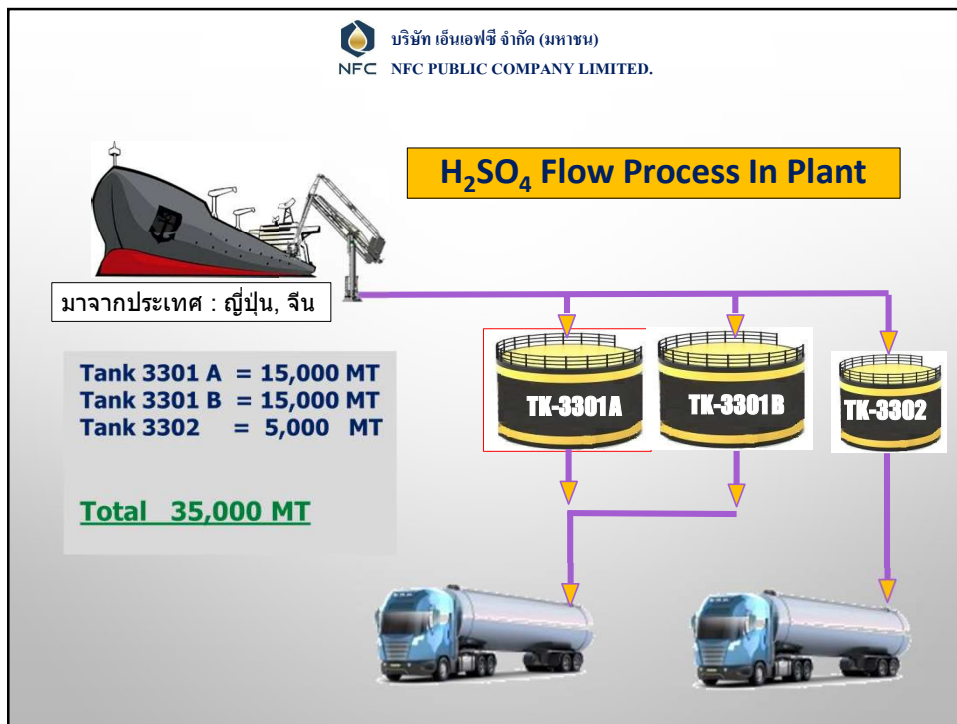 บริษัท เอ็นเอฟซี จำกัด (มหาชน)
NFC NFC PUBLIC COMPANY LIMITED.
H₂SO₄ Flow Process In Plant
มาจากประเทศ : ญี่ปุ่น, จีน
Tank 3301 A = 15,000 MT
Tank 3301 B = 15,000 MT
Tank 3302 = 5,000 MT
Total 35,000 MT
TK-3301A
TK-3301B
TK-3302